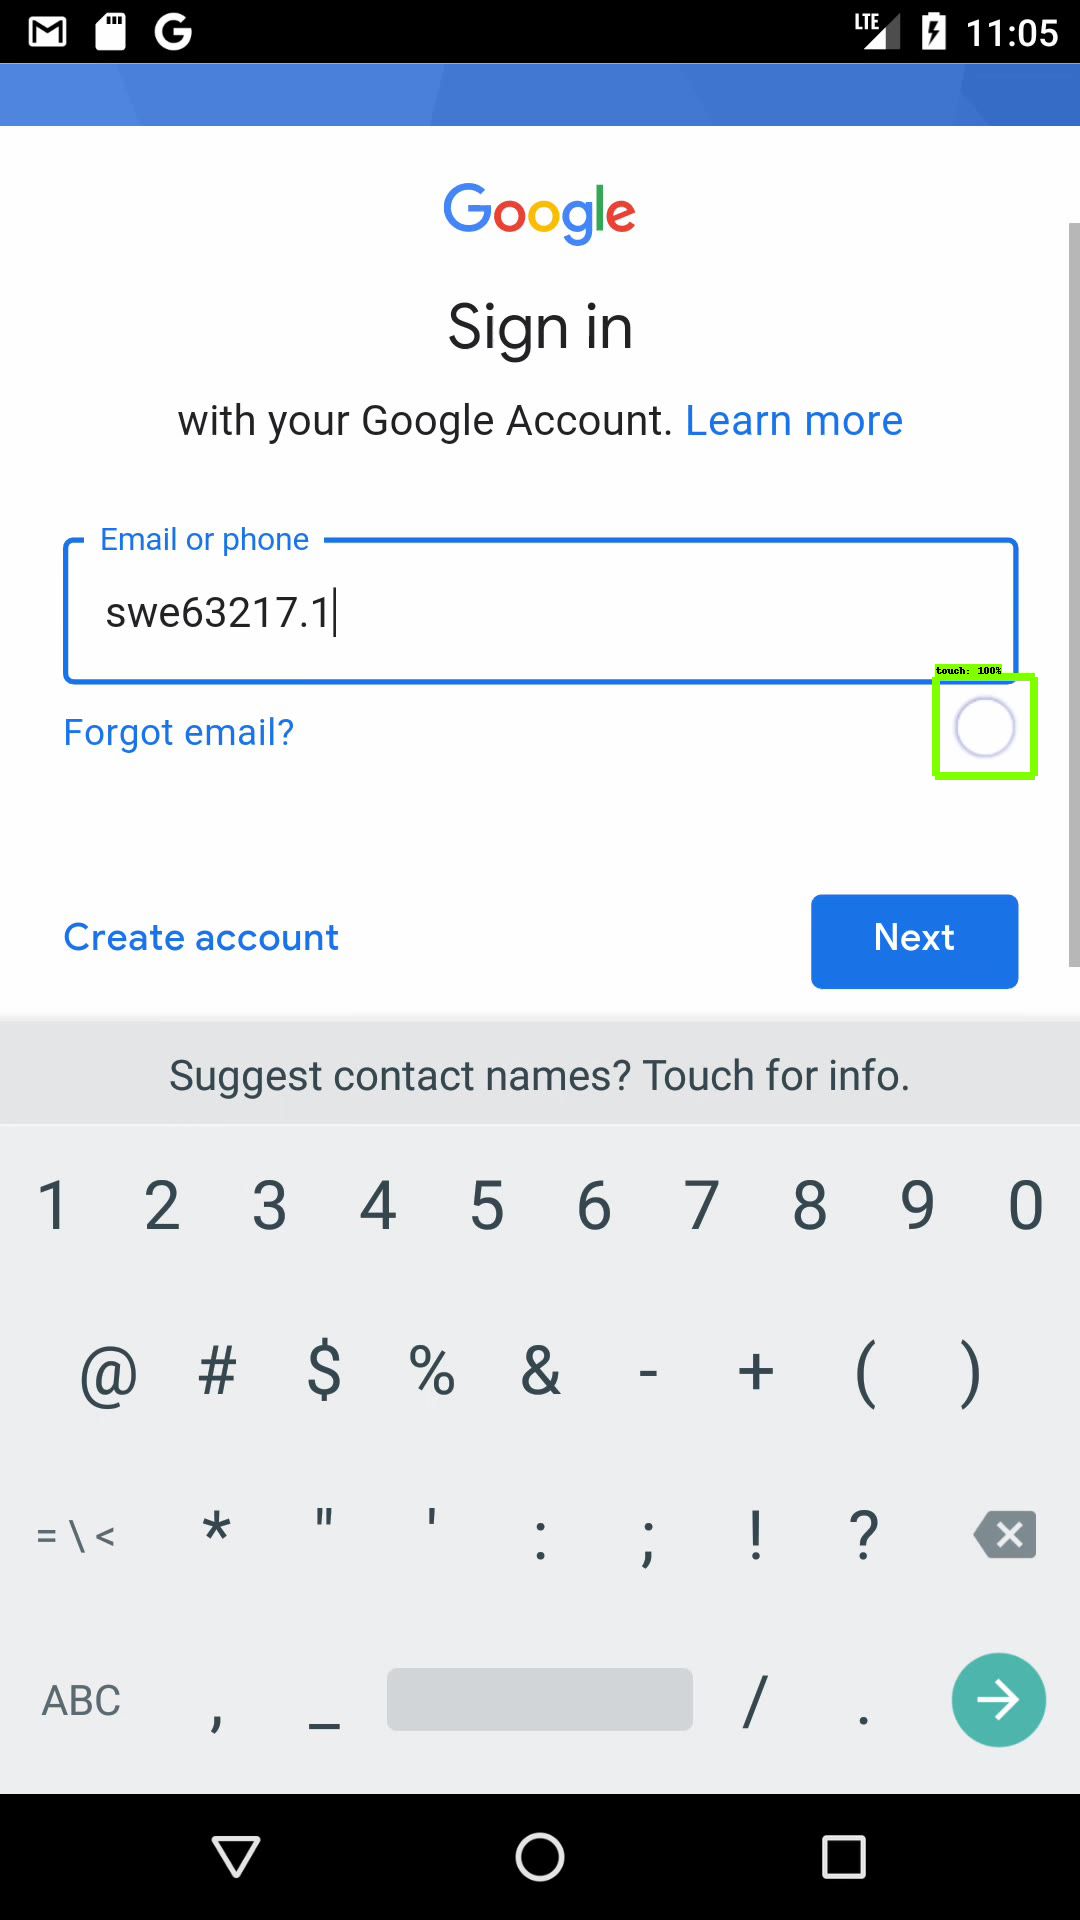 LTE 11:05
Google
Sign in
with your Google Account. Learn more
Email or phone
swe63217.1
touch: 100%
Forgot email?
Create account Next
Suggest contact names? Touch for info.
1 2 3 4 5 6 7 8 9 0
@ # $ % & - + ( )
= \ < * " ' : ; ! ?
ABC , _ / .